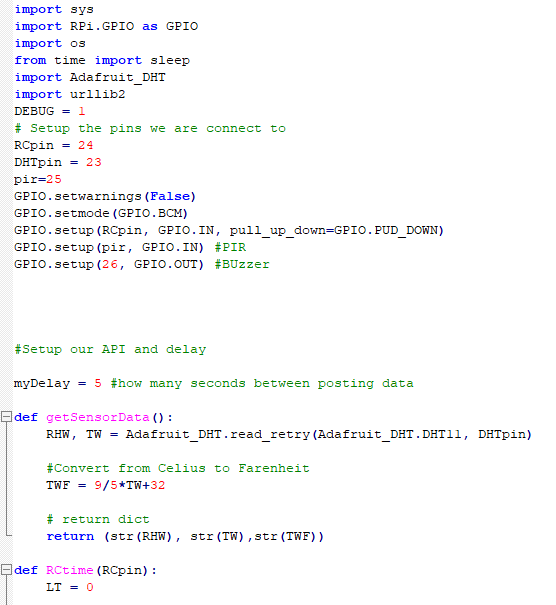 import sys
import RPi.GPIO as GPIO
import os
from time import sleep
import Adafruit_DHT
import urllib2
DEBUG = 1
# Setup the pins we are connect to
RCpin = 24
DHTpin = 23
pir=25
GPIO.setwarnings(False)
GPIO.setmode(GPIO.BCM)
GPIO.setup(RCpin, GPIO.IN, pull_up_down=GPIO.PUD_DOWN)
GPIO.setup(pir, GPIO.IN) #PIR
GPIO.setup(26, GPIO.OUT) #BUzzer
#Setup our API and delay
myDelay = 5 #how many seconds between posting data
def getSensorData():
    RHW, TW = Adafruit_DHT.read_retry(Adafruit_DHT.DHT11, DHTpin)
    #Convert from Celius to Farenheit
    TWF = 9/5*TW+32
    # return dict
    return (str(RHW), str(TW),str(TWF))
def RCtime(RCpin):
    LT = 0